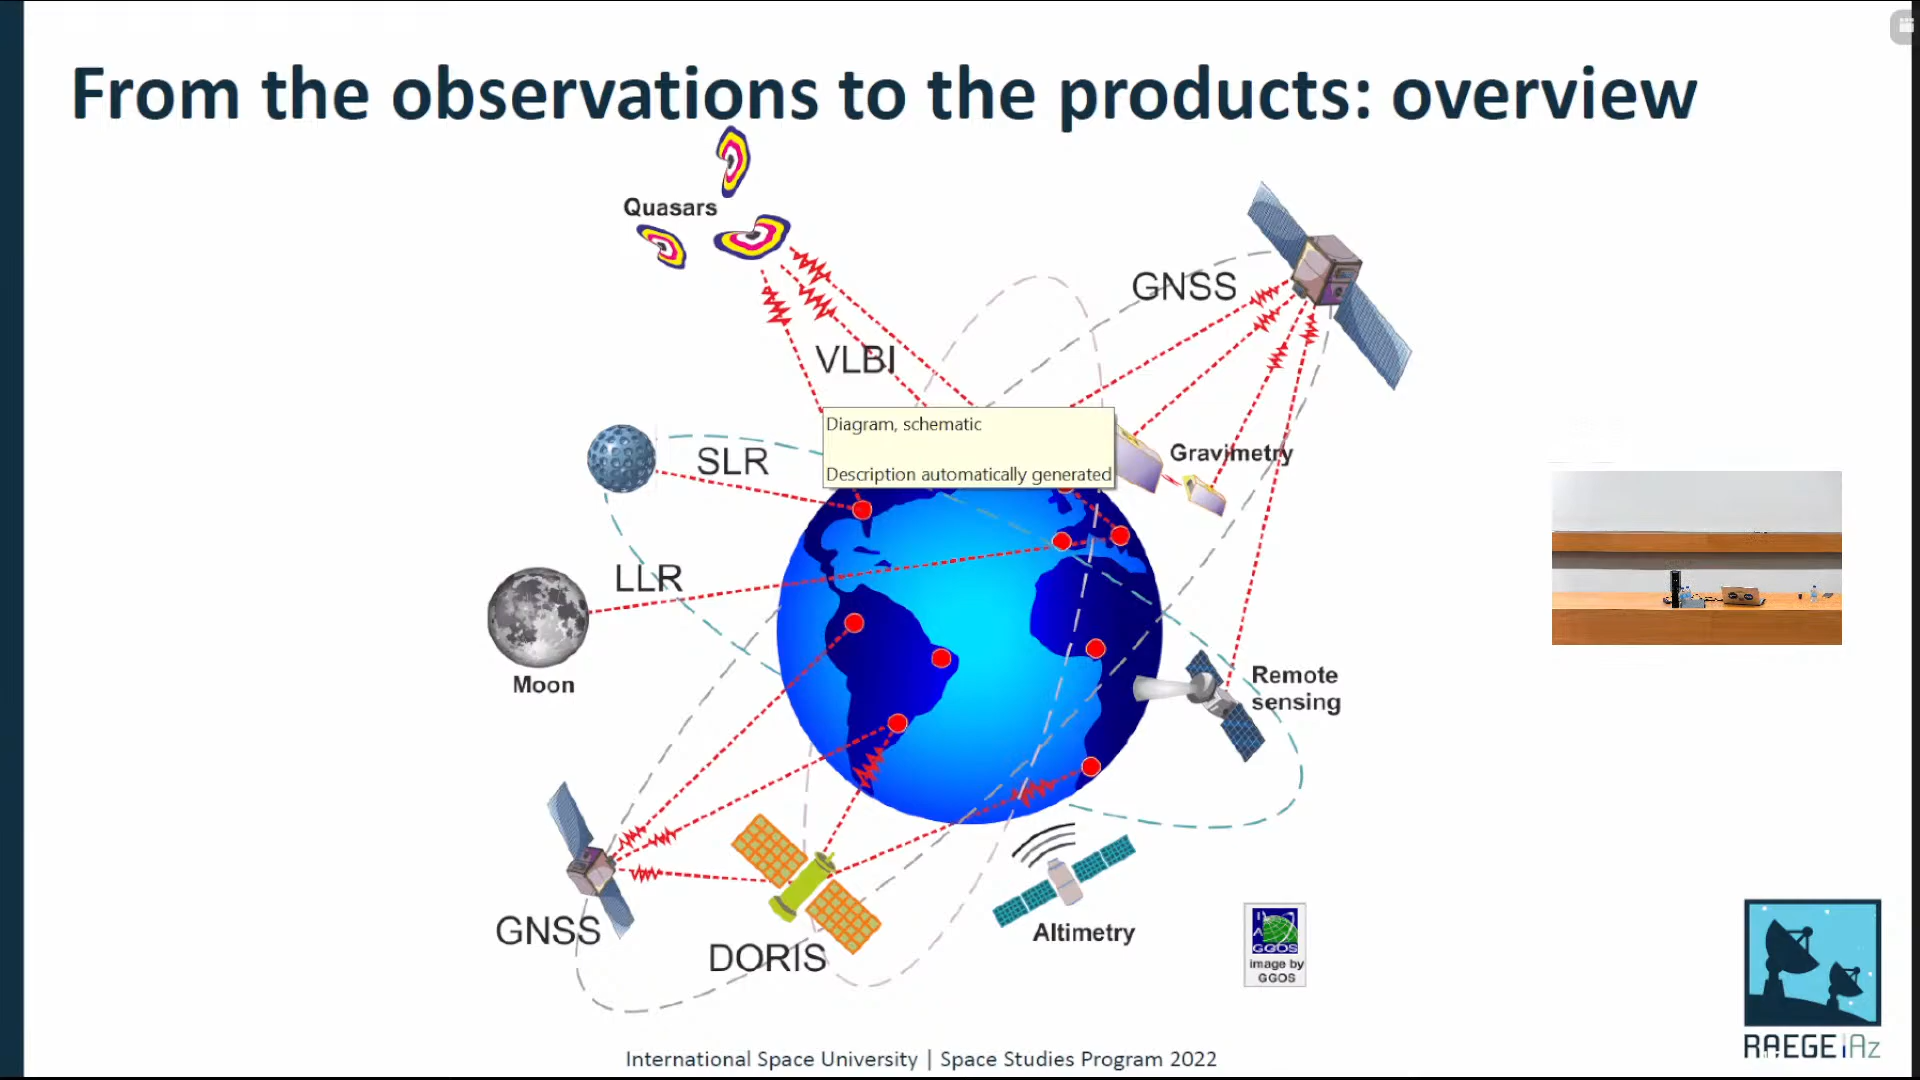 From the observations to the products: overview
Quasars
GNSS
VLBI
Diagram, schematic
Description automatically generated
Gravimetry
SLR
LLR
Moon
Remote
sensing
GNSS
DORIS
Altimetry
I
A
GGOS
image by
GGOS
RAEGE|Az
International Space University | Space Studies Program 2022